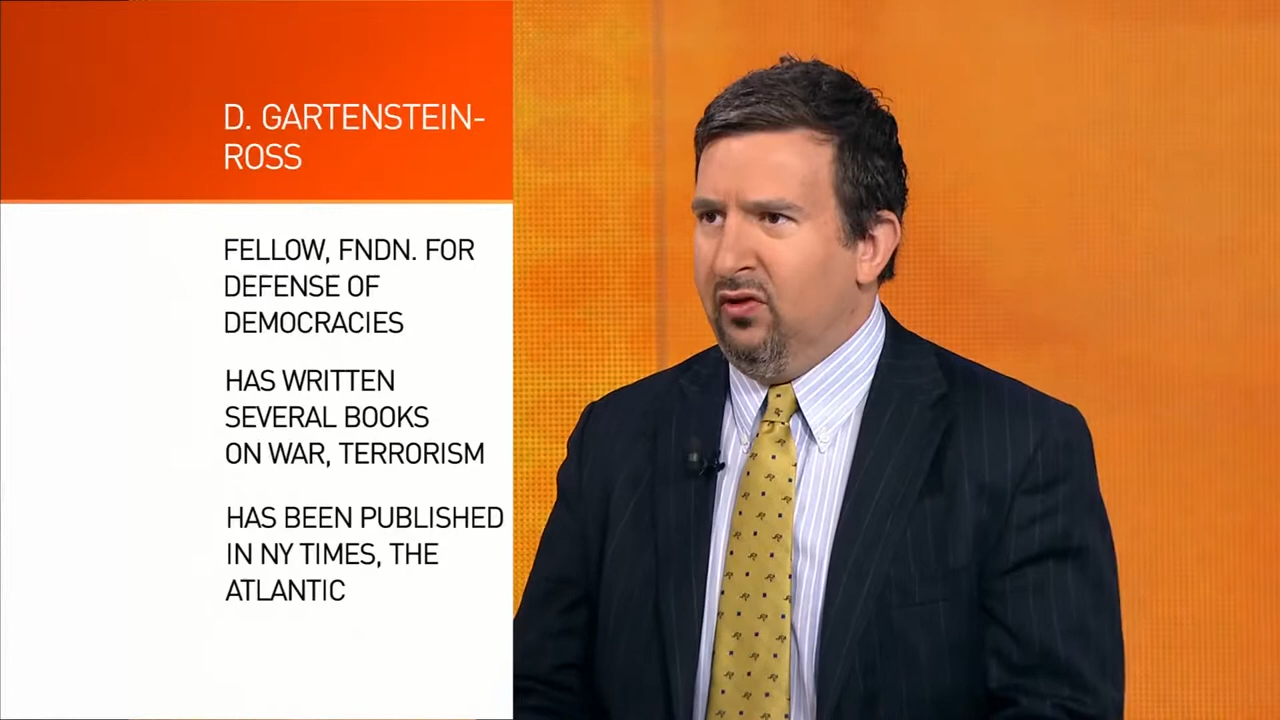 D. GARTENSTEIN-
ROSS
FELLOW, FNDN. FOR
DEFENSE OF
DEMOCRACIES
HAS WRITTEN
SEVERAL BOOKS
ON WAR, TERRORISM
HAS BEEN PUBLISHED
IN NY TIMES, THE
ATLANTIC